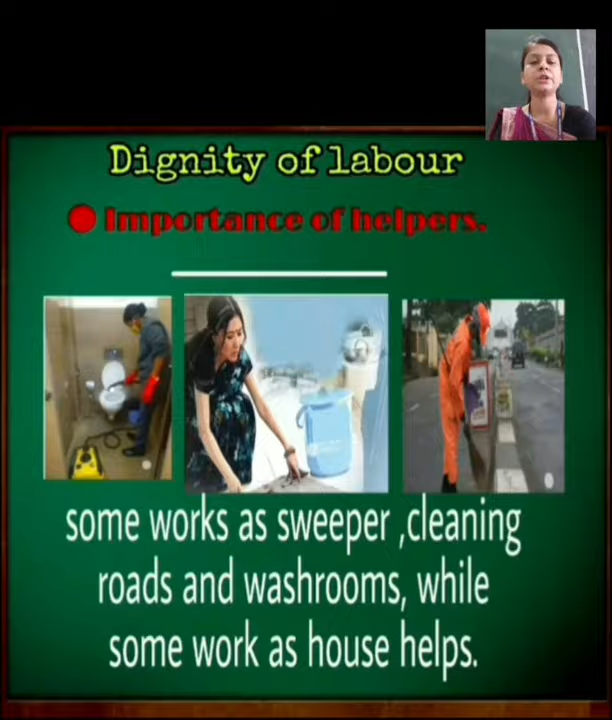 Dignity of labour
Importance of helpers.
some works as sweeper ,cleaning
roads and washrooms, while
some work as house helps.